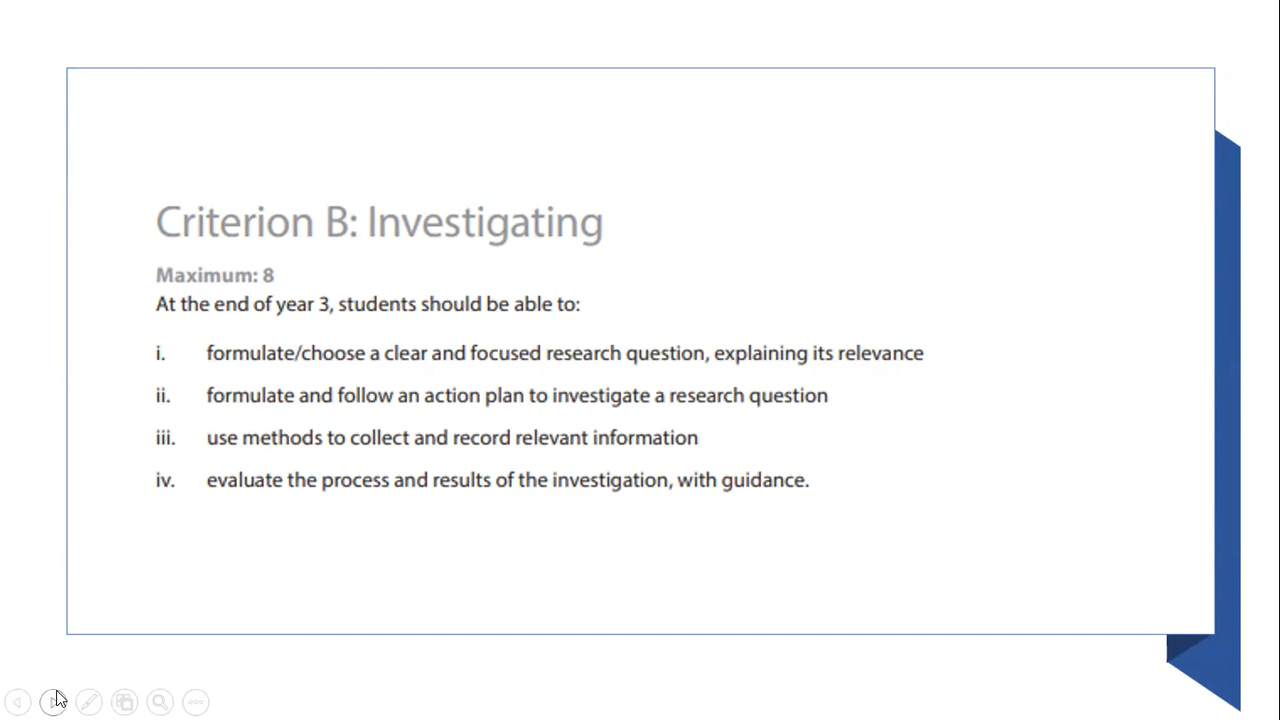 Criterion B: Investigating
Maximum: 8
At the end of year 3, students should be able to:
i. formulate/choose a clear and focused research question, explaining its relevance
ii. formulate and follow an action plan to investigate a research question
iii. use methods to collect and record relevant information
iv. evaluate the process and results of the investigation, with guidance.